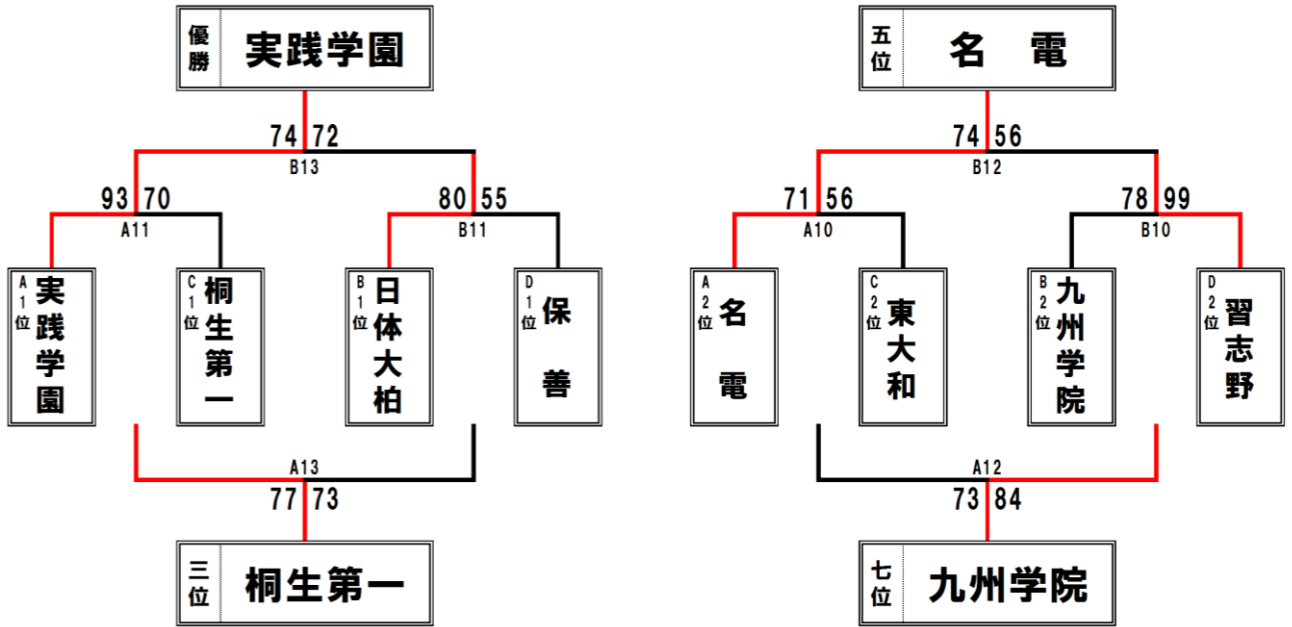 優勝 実践学園
74 72
B13
93 70
A11
80 55
B11
A1位 実践学園
C1位 桐生第一
B1位 日体大柏
D1位 保善
A13
77 73
三位 桐生第一
五位 名電
74 56
B12
71 56
A10
78 99
B10
A2位 名電
C2位 東大和
B2位 九州学院
D2位 習志野
A12
73 84
七位 九州学院